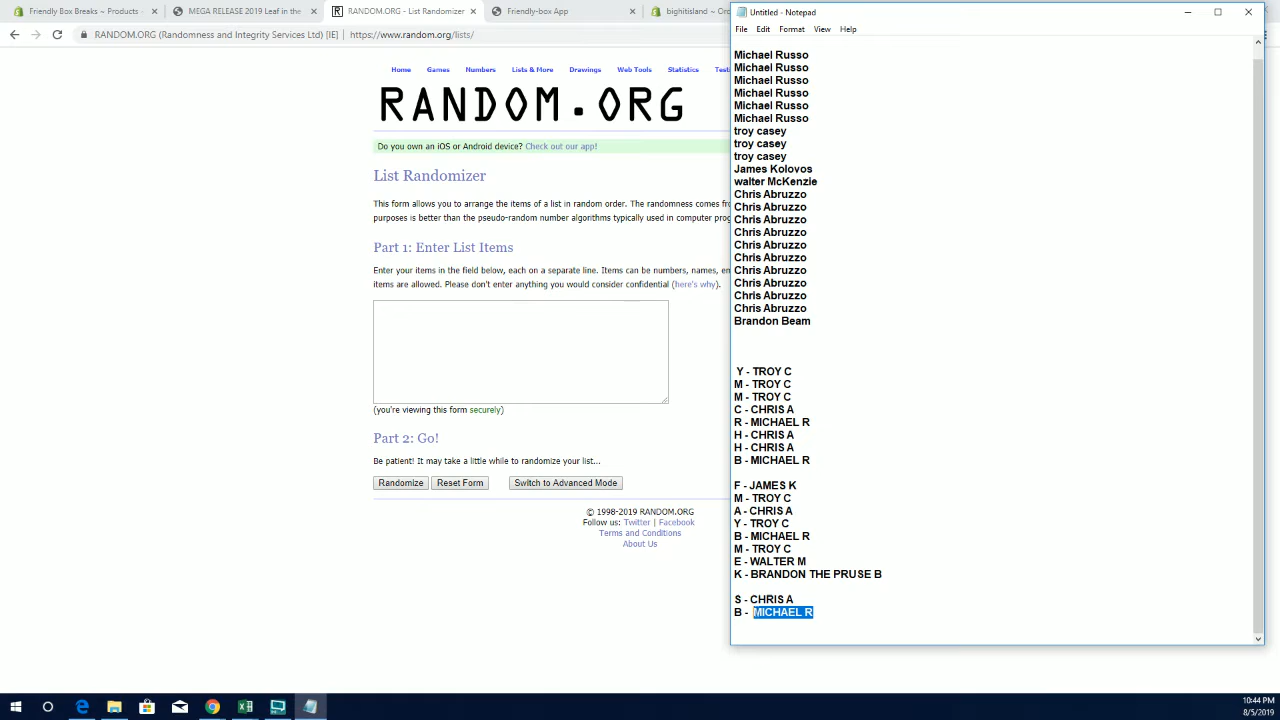 Friendly Box Breaks ~ Products ·
MEGA RELEASE 2019 Leaf in the
RANDOM.ORG - List Randomizer
Friendly-box App
bighitisland ~ Ord
RANDOM.ORG (Randomness and Integrity Services Ltd) [IE] | https://www.random.org/lists/
Home Games Numbers Lists & More Drawings Web Tools Statistics Test
RANDOM.ORG
Do you own an iOS or Android device? Check out our app!
List Randomizer
This form allows you to arrange the items of a list in random order. The randomness comes fro
purposes is better than the pseudo-random number algorithms typically used in computer prog
Part 1: Enter List Items
Enter your items in the field below, each on a separate line. Items can be numbers, names, em
items are allowed. Please don't enter anything you would consider confidential (here's why).
(you're viewing this form securely)
Part 2: Go!
Be patient! It may take a little while to randomize your list...
Randomize Reset Form Switch to Advanced Mode
© 1998-2019 RANDOM.ORG
Follow us: Twitter | Facebook
Terms and Conditions
About Us
Untitled - Notepad
File Edit Format View Help
Michael Russo
Michael Russo
Michael Russo
Michael Russo
Michael Russo
Michael Russo
troy casey
troy casey
troy casey
James Kolovos
walter McKenzie
Chris Abruzzo
Chris Abruzzo
Chris Abruzzo
Chris Abruzzo
Chris Abruzzo
Chris Abruzzo
Chris Abruzzo
Chris Abruzzo
Chris Abruzzo
Chris Abruzzo
Brandon Beam
Y - TROY C
M - TROY C
M - TROY C
C - CHRIS A
R - MICHAEL R
H - CHRIS A
H - CHRIS A
B - MICHAEL R
F - JAMES K
M - TROY C
A - CHRIS A
Y - TROY C
B - MICHAEL R
M - TROY C
E - WALTER M
K - BRANDON THE PRUSE B
S - CHRIS A
B - MICHAEL R
10:44 PM
8/5/2019